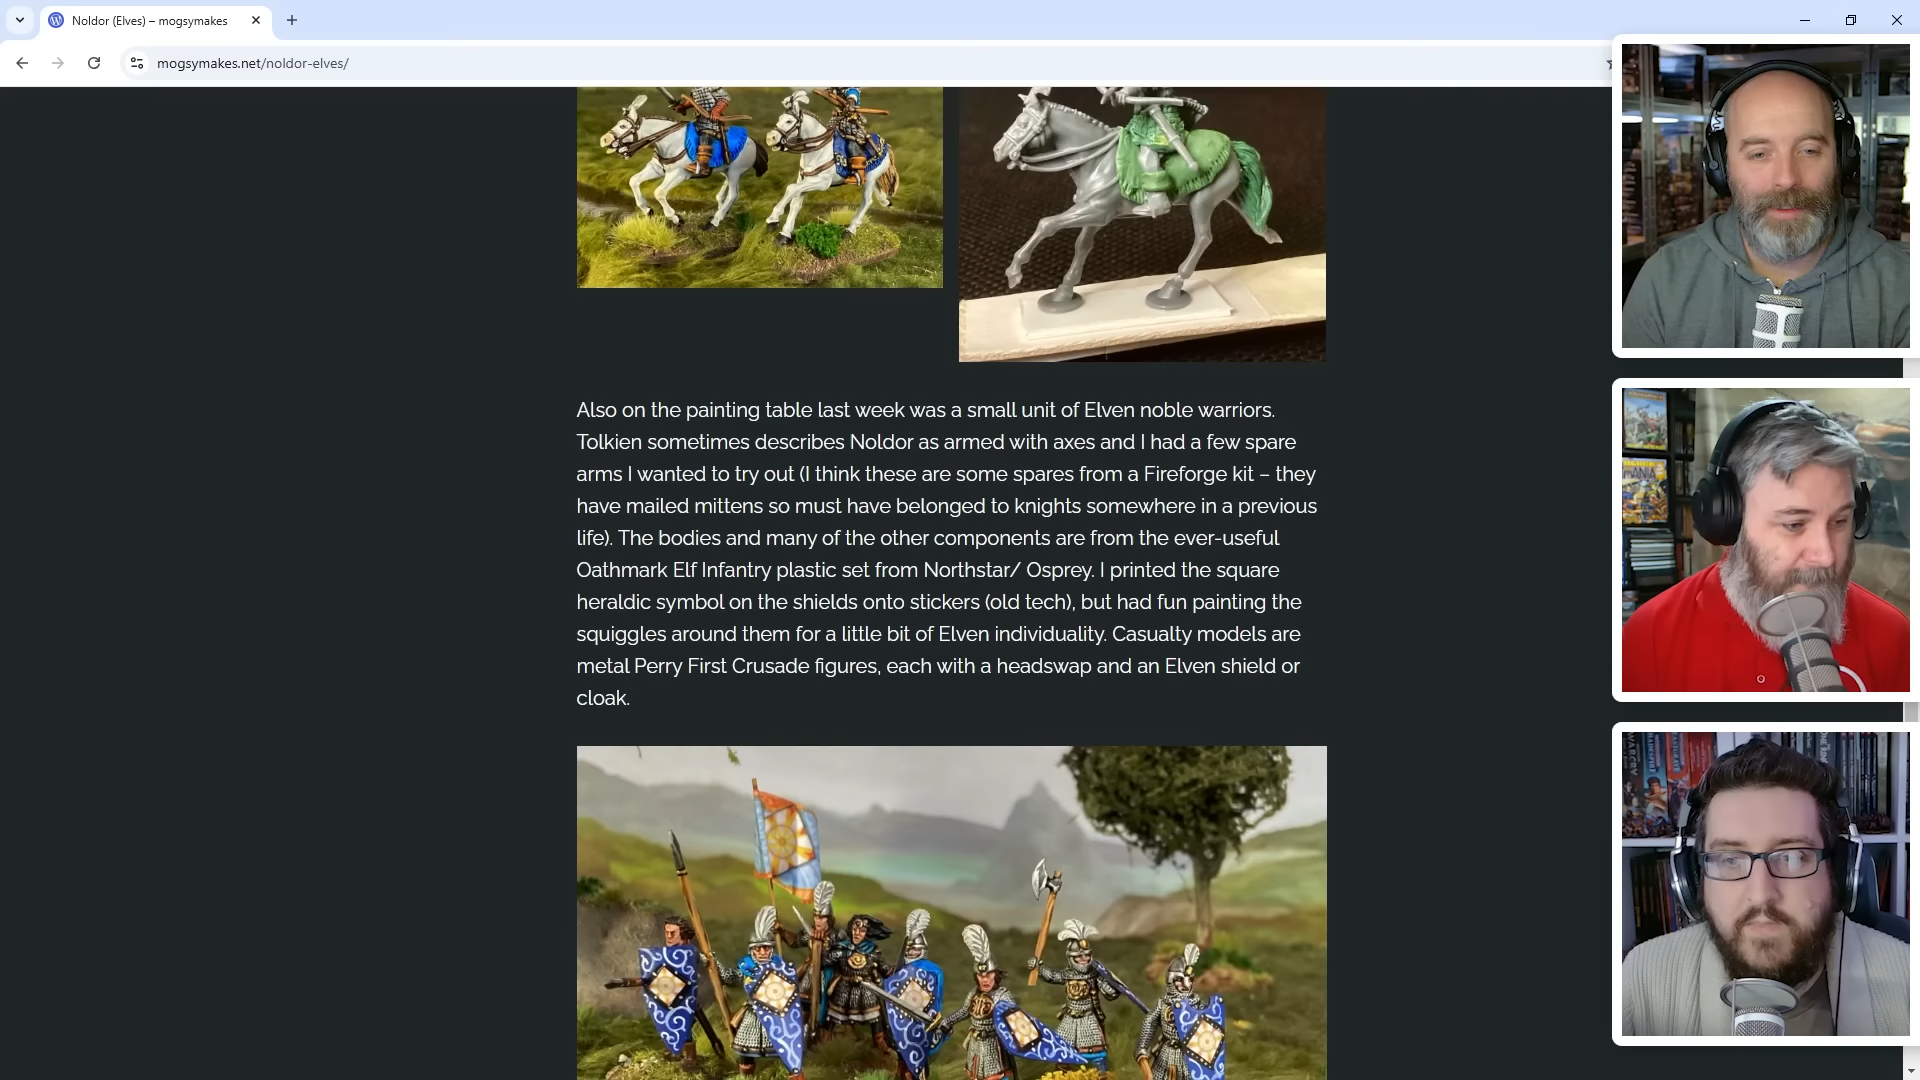 Noldor (Elves) – mogsymakes
mogsymakes.net/noldor-elves/
Also on the painting table last week was a small unit of Elven noble warriors.
Tolkien sometimes describes Noldor as armed with axes and I had a few spare
arms I wanted to try out (I think these are some spares from a Fireforge kit – they
have mailed mittens so must have belonged to knights somewhere in a previous
life). The bodies and many of the other components are from the ever-useful
Oathmark Elf Infantry plastic set from Northstar/ Osprey. I printed the square
heraldic symbol on the shields onto stickers (old tech), but had fun painting the
squiggles around them for a little bit of Elven individuality. Casualty models are
metal Perry First Crusade figures, each with a headswap and an Elven shield or
cloak.